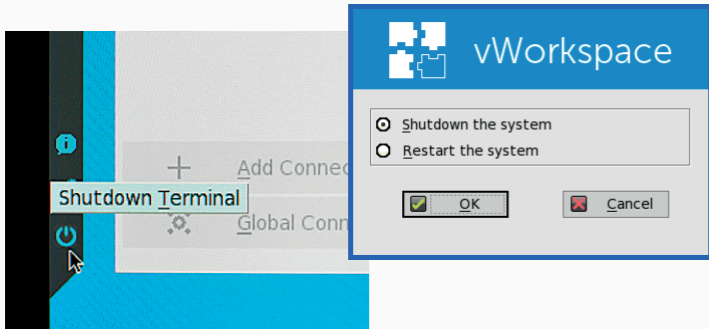 vWorkspace
Shutdown the system
Restart the system
OK
Cancel
Add Connec
Shutdown Terminal
Global Conn